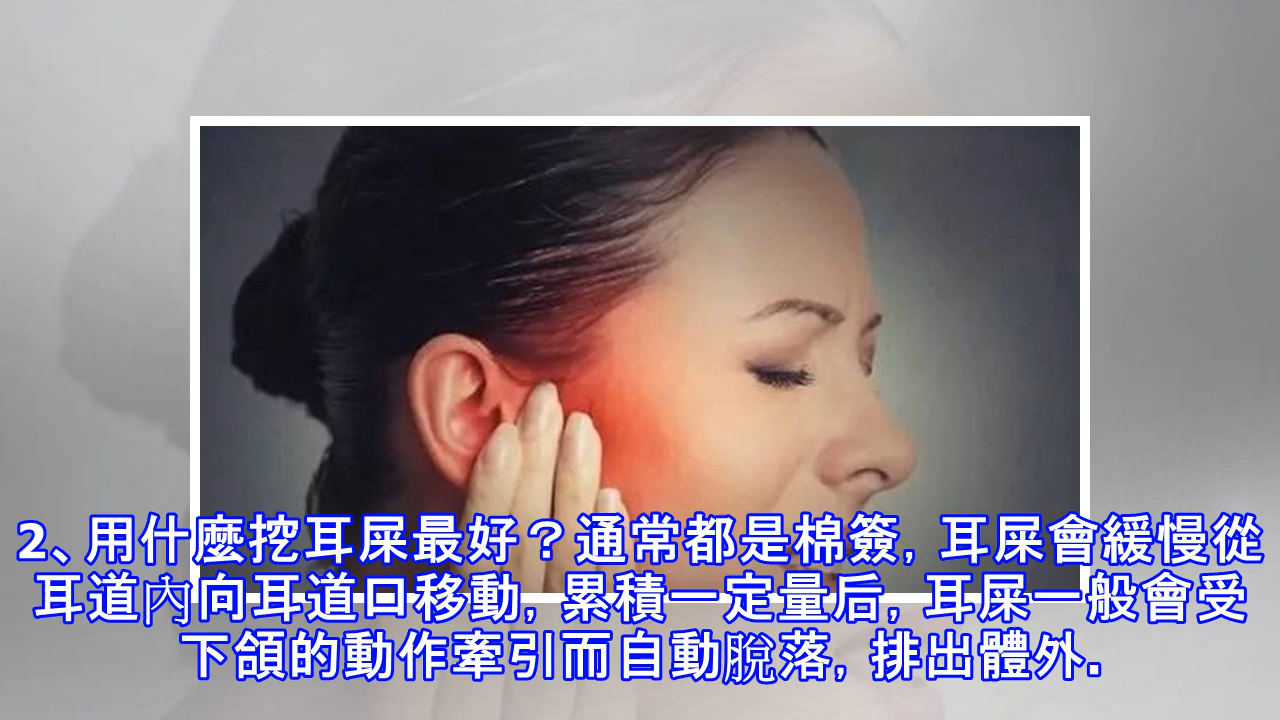 2、用什麼挖耳屎最好？通常都是棉簽, 耳屎會緩慢從
耳道內向耳道口移動, 累積一定量后, 耳屎一般會受
下頜的動作牽引而自動脫落, 排出體外.